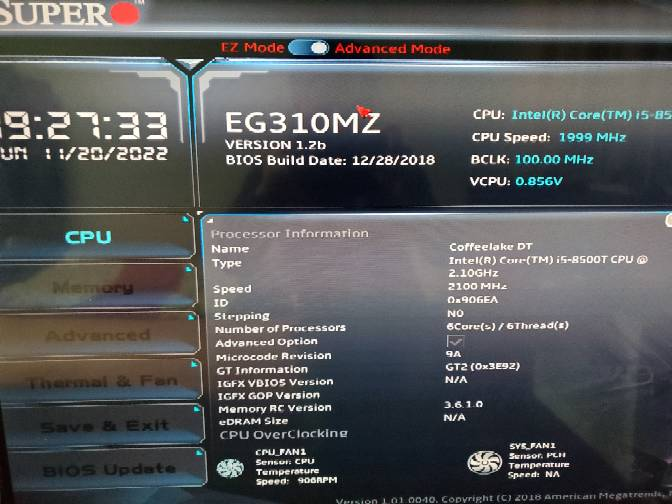 SUPER
EZ Mode Advanced Mode
9:27:33
UN 11/20/2022
EG310MZ
VERSION 1.2b
BIOS Build Date: 12/28/2018
CPU: Intel(R) Core(TM) i5-85
CPU Speed: 1999 MHz
BCLK: 100.00 MHz
VCPU: 0.856V
CPU
Memory
Advanced
Thermal & Fan
Save & Exit
BIOS Update
Processor Information
Name Coffeelake DT
Type Intel(R) Core(TM) i5-8500T CPU @
2.10GHz
Speed 2100 MHz
ID 0x906EA
Stepping N0
Number of Processors 6Core(s) / 6Thread(s)
Advanced Option
Microcode Revision 9A
GT Information GT2 (0x3E92)
IGFX VBIOS Version N/A
IGFX GOP Version
Memory RC Version 3.6.1.0
eDRAM Size N/A
CPU OverClocking
CPU_FAN1
Sensor: CPU
Temperature
Speed: 906RPM
SYS_FAN1
Sensor: PCH
Temperature
Speed: NA
Version 1.01 0040. Copyright (C) 2018 American Megatrends